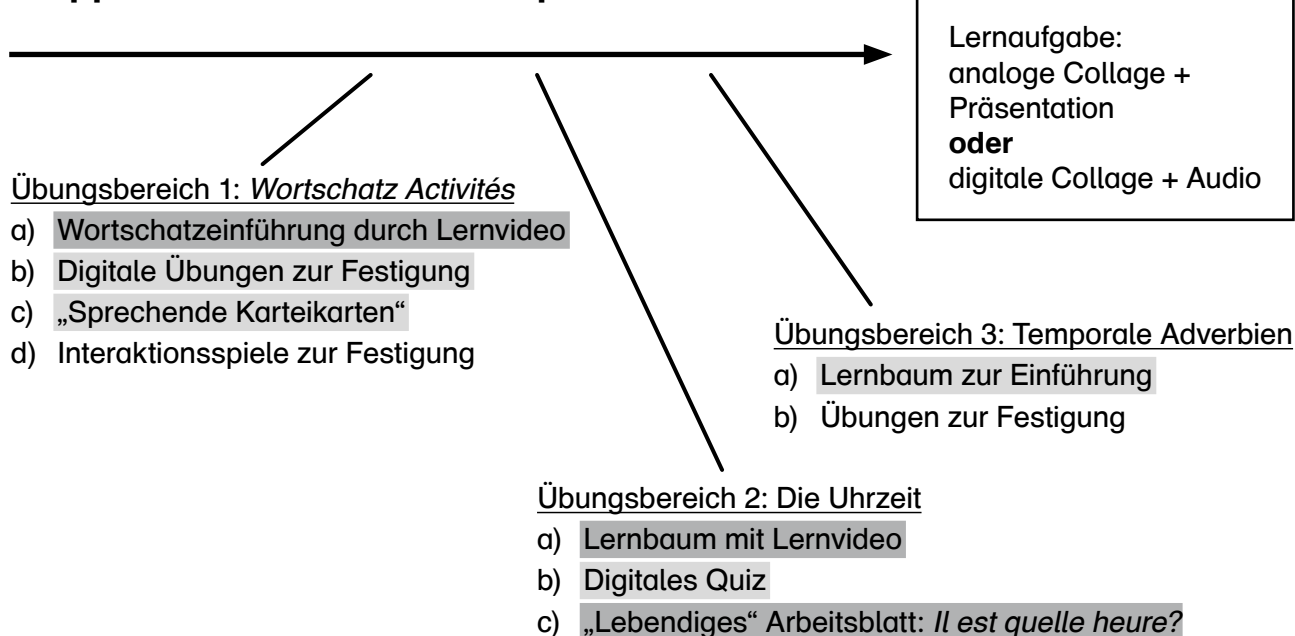 Lernaufgabe:
analoge Collage +
Präsentation
oder
digitale Collage + Audio
Übungsbereich 1: Wortschatz Activités
a) Wortschatzeinführung durch Lernvideo
b) Digitale Übungen zur Festigung
c) „Sprechende Karteikarten“
d) Interaktionsspiele zur Festigung
Übungsbereich 3: Temporale Adverbien
a) Lernbaum zur Einführung
b) Übungen zur Festigung
Übungsbereich 2: Die Uhrzeit
a) Lernbaum mit Lernvideo
b) Digitales Quiz
c) „Lebendiges“ Arbeitsblatt: Il est quelle heure?